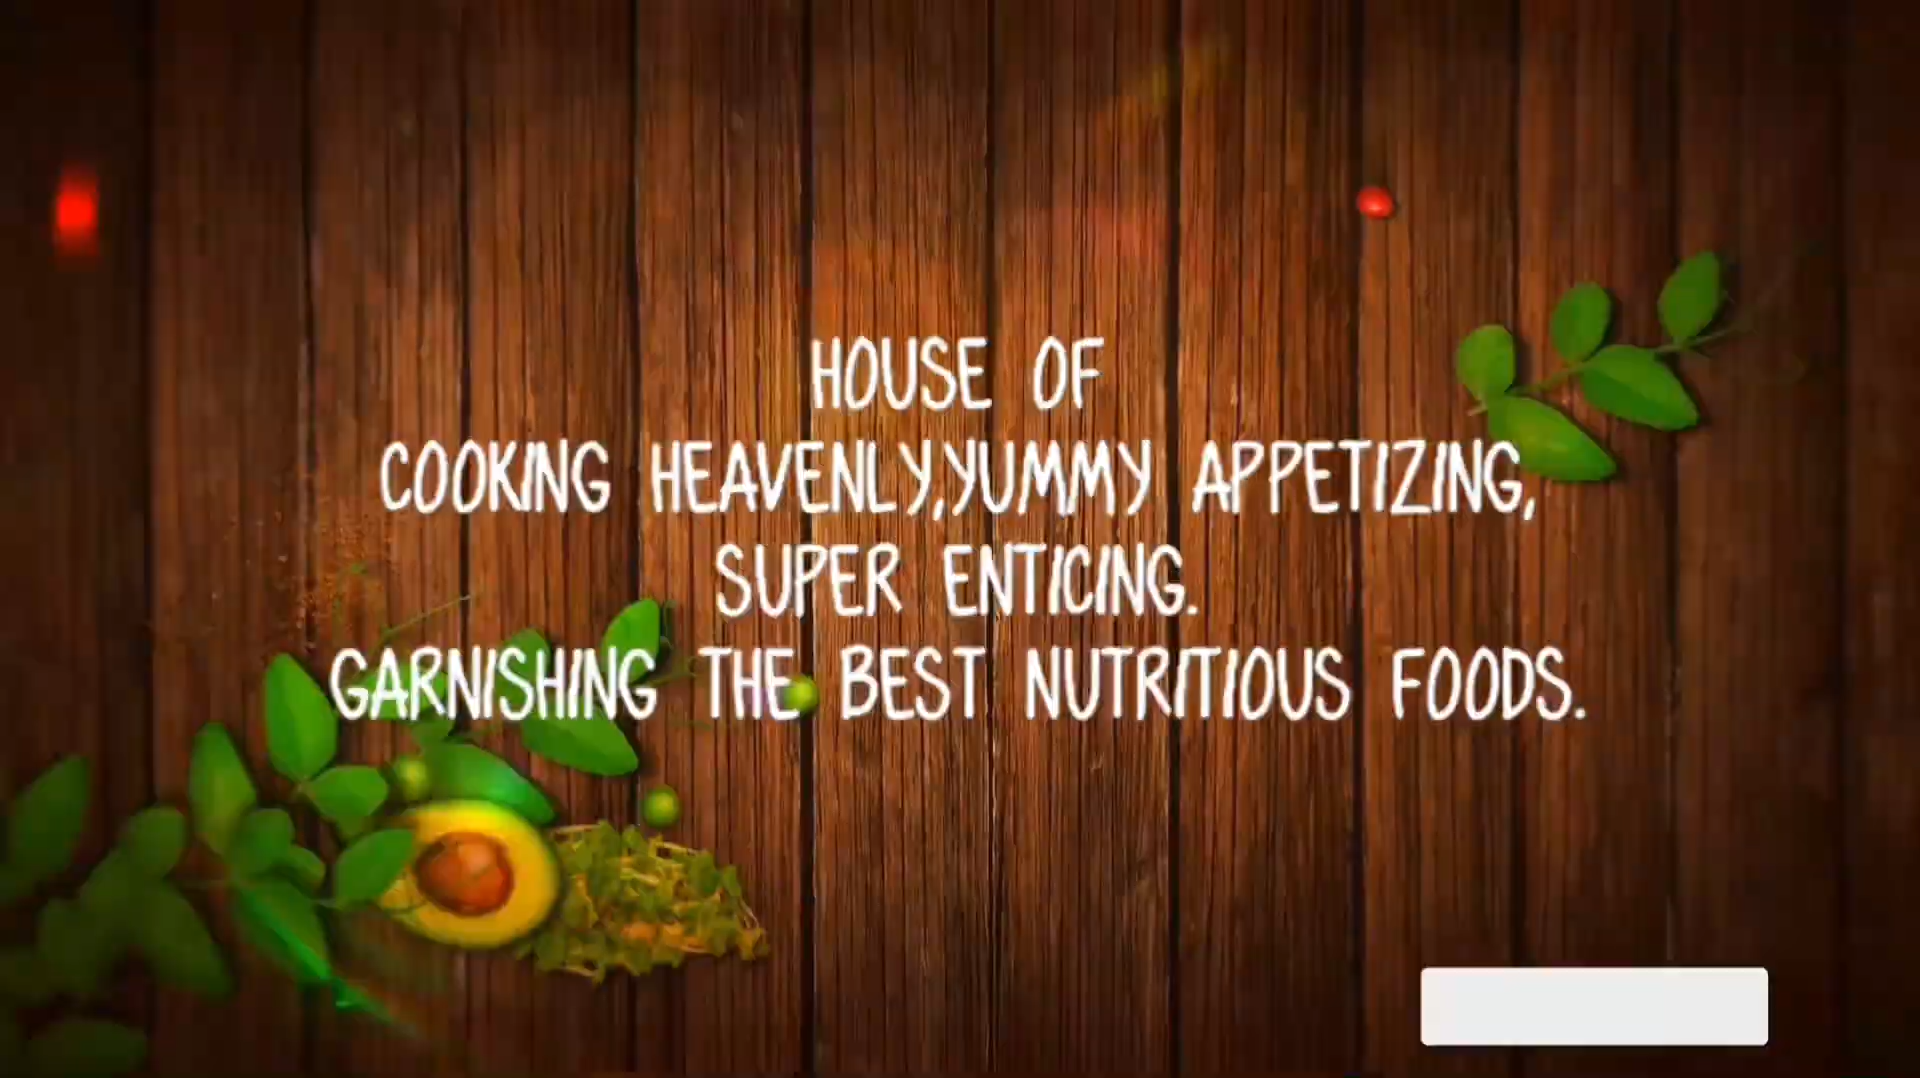 HOUSE OF
COOKING HEAVENLY,YUMMY APPETIZING,
SUPER ENTICING.
GARNISHING THE BEST NUTRITIOUS FOODS.